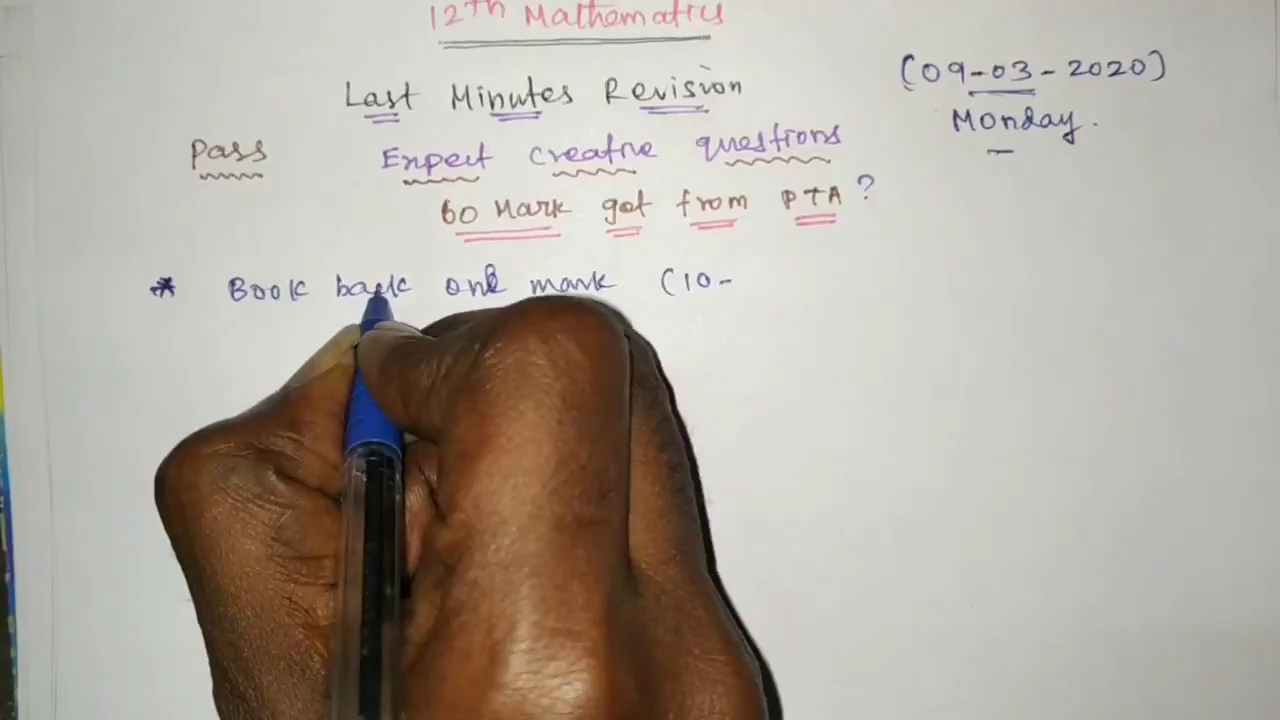 12th Mathematics
Last Minutes Revision
(09-03-2020)
Monday.
Pass
Expect creative questions
60 Mark got from PTA?
* Book back one mark (10-